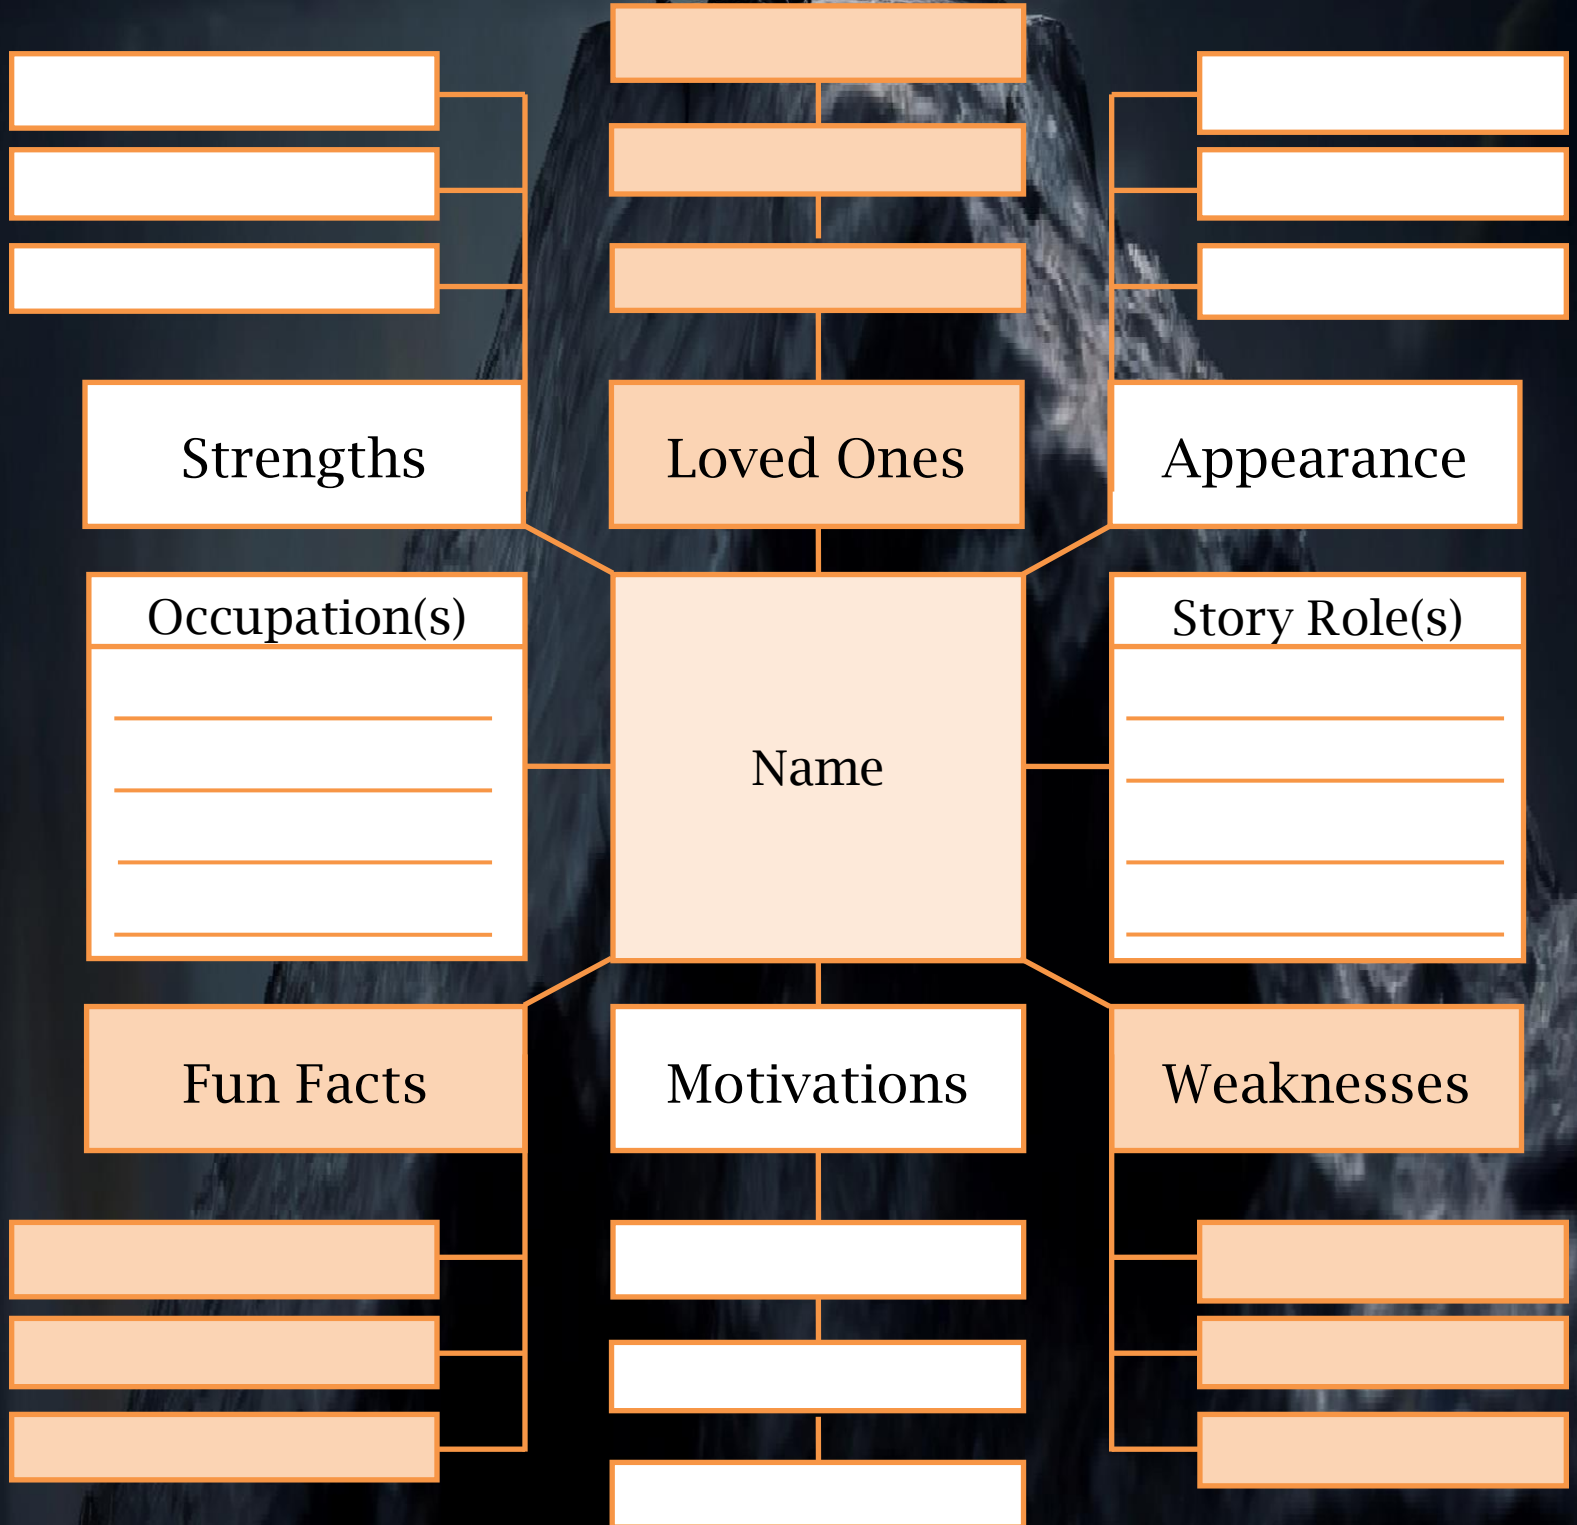 Strengths
Loved Ones
Appearance
Occupation(s)
Name
Story Role(s)
Fun Facts
Motivations
Weaknesses